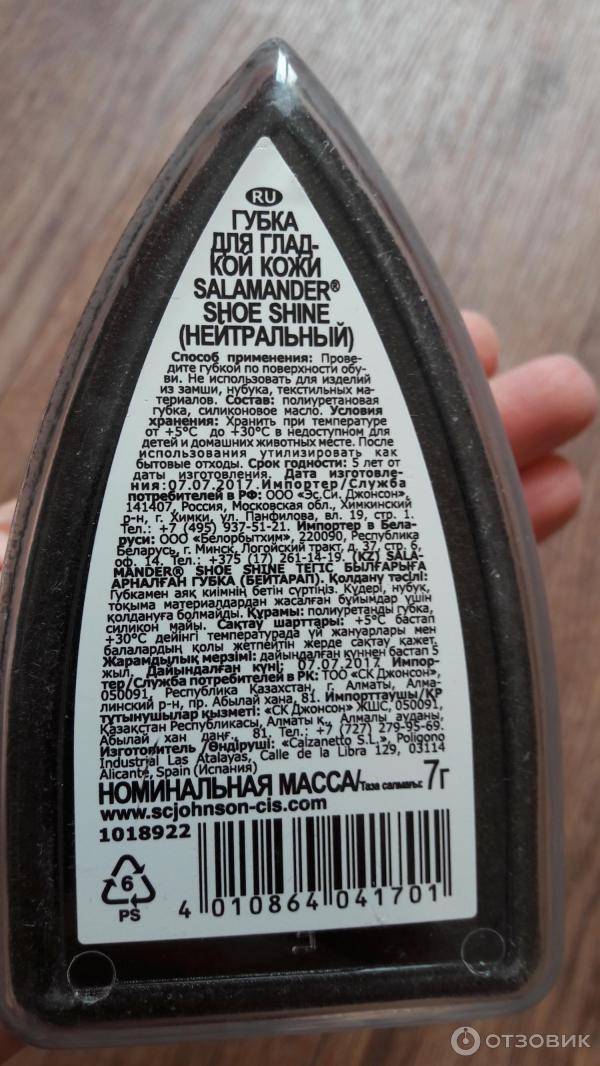 RU
ГУБКА
ДЛЯ ГЛАД-
КОЙ КОЖИ
SALAMANDER®
SHOE SHINE
(НЕЙТРАЛЬНЫЙ)
Способ применения: Прове-
дите губкой по поверхности обу-
ви. Не использовать для изделий
из замши, нубука, текстильных ма-
териалов. Состав: полиуретановая
губка, силиконовое масло. Условия
хранения: Хранить при температуре
от +5°C до +30°C в недоступном для
детей и домашних животных месте. После
использования утилизировать как
бытовые отходы. Срок годности: 5 лет от
даты изготовления. Дата изготовле-
ния:07.07.2017.Импортер/Служба
потребителей в РФ: ООО «Эс.Си. Джонсон»,
141407, Россия, Московская обл., Химкинский
р-н, г. Химки, ул. Панфилова, вл. 19, стр. 1.
Тел.: +7 (495) 937-51-21. Импортер в Бела-
руси: ООО «Белорбытхим», 220090, Республика
Беларусь, г. Минск, Логойский тракт, д. 37, стр. 6,
оф. 14. Тел.: +375 (17) 261-14-19. (KZ) SALA-
MANDER® SHOE SHINE ТЕГІС БЫЛҒАРЫҒА
АРНАЛҒАН ГУБКА (БЕЙТАРАП). Қолдану тәсілі:
Губкамен аяқ киімнің бетін сүртіңіз. Күдері, нубук,
тоқыма материалдардан жасалған бұйымдар үшін
қолдануға болмайды. Құрамы: полиуретанды губка,
силикон майы. Сақтау шарттары: +5°C бастап
+30°C дейінгі температурада үй жануарлары мен
балалардың қолы жетпейтін жерде сақтау қажет.
Жарамдылық мерзімі: дайындалған күннен бастап 5
жыл. Дайындалған күні: 07.07.2017. Импор-
тер/Служба потребителей в РК: ТОО «СК Джонсон»,
050091, Республика Казахстан, г. Алматы, Алма-
линский р-н, пр. Абылай хана, 81. Импорттаушы/ҚР
тұтынушылар қызметі: «СК Джонсон» ЖШС, 050091,
Қазақстан Республикасы, Алматы қ., Алмалы ауданы,
Абылай хан даңғ., 81. Тел.: +7 (727) 279-95-69.
Изготовитель /Өндіруші: «Calzanetto S.L.», Poligono
Industrial Las Atalayas, Calle de la Libra 129, 03114
Alicante, Spain (Испания)
НОМИНАЛЬНАЯ МАССА/Таза салмағы: 7г
www.scjohnson-cis.com
1018922
6
PS
4 010864 041701
ОТЗОВИК